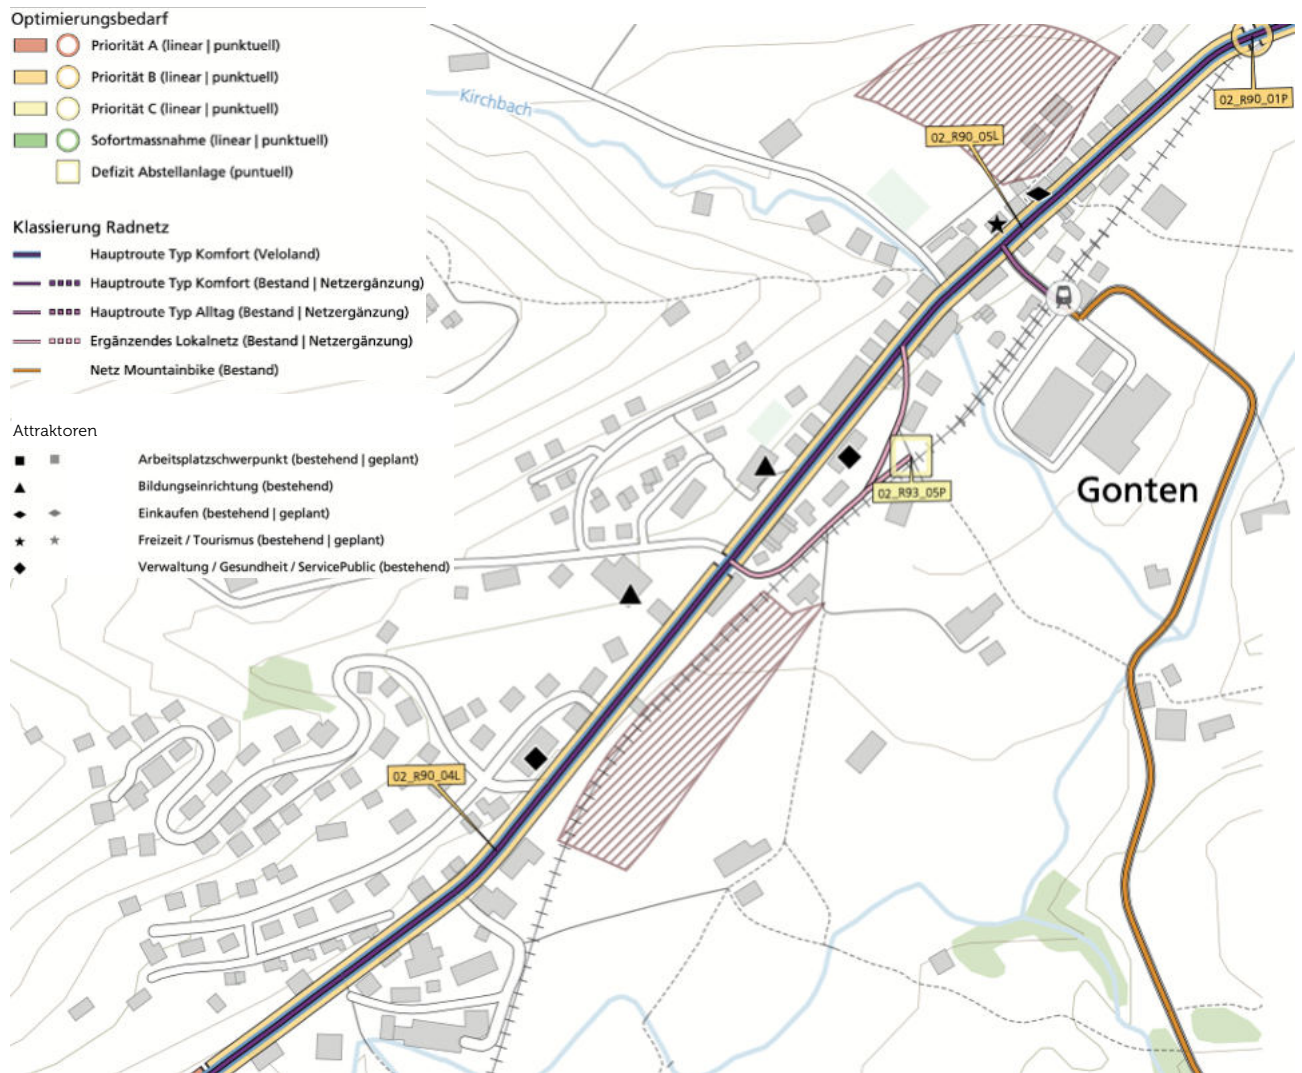 Optimierungsbedarf
Priorität A (linear | punktuell)
Priorität B (linear | punktuell)
Priorität C (linear | punktuell)
Sofortmassnahme (linear | punktuell)
Defizit Abstellanlage (puntuell)
Klassierung Radnetz
Hauptroute Typ Komfort (Veloland)
Hauptroute Typ Komfort (Bestand | Netzergänzung)
Hauptroute Typ Alltag (Bestand | Netzergänzung)
Ergänzendes Lokalnetz (Bestand | Netzergänzung)
Netz Mountainbike (Bestand)
Attraktoren
Arbeitsplatzschwerpunkt (bestehend | geplant)
Bildungseinrichtung (bestehend)
Einkaufen (bestehend | geplant)
Freizeit / Tourismus (bestehend | geplant)
Verwaltung / Gesundheit / ServicePublic (bestehend)
Kirchbach
02_R90_01P
02_R90_05L
02_R93_05P
Gonten
02_R90_04L